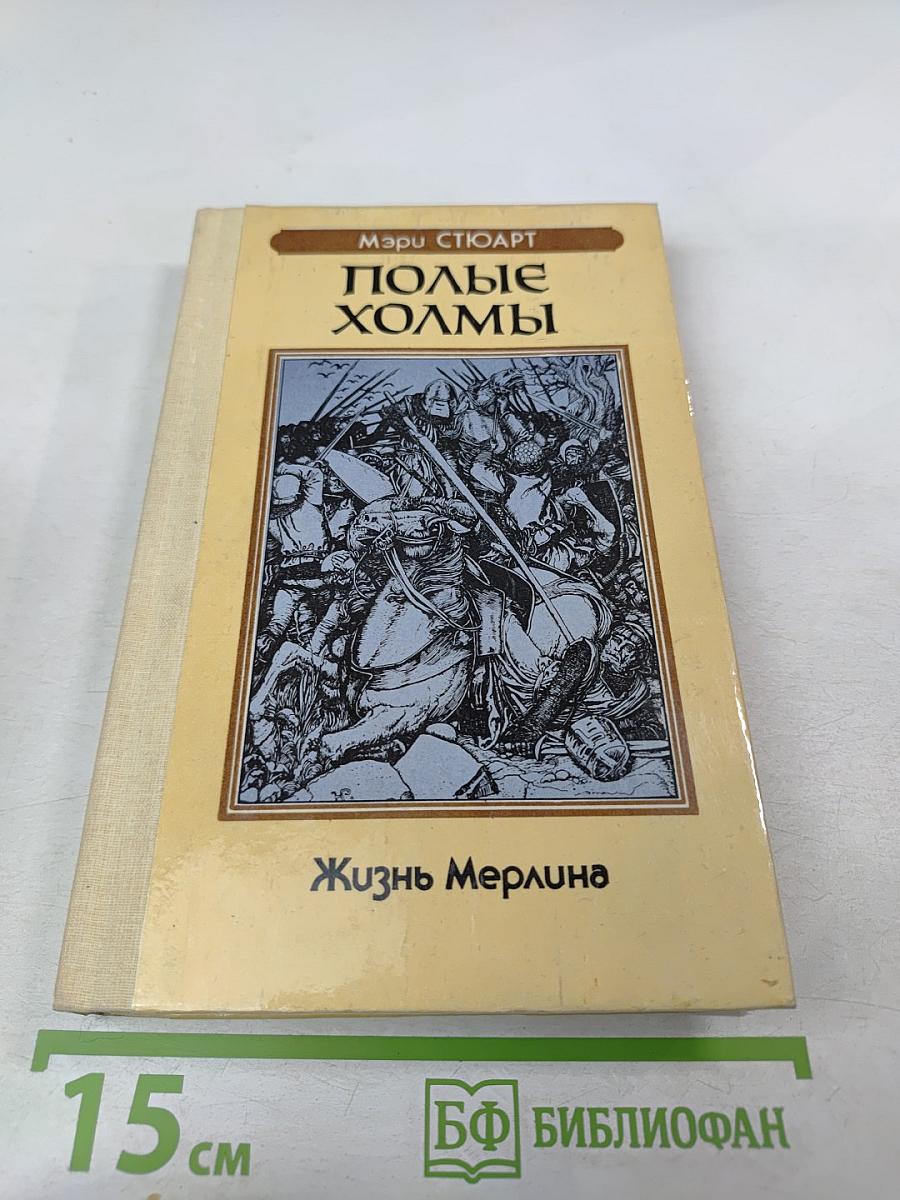 Мэри СТЮАРТ
ПОЛЫЕ
ХОЛМЫ
Жизнь Мерлина
15 см
БФ БИБЛИОФАН